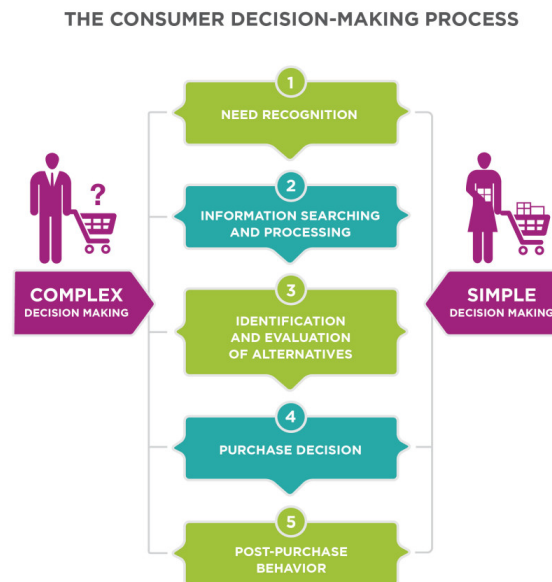 THE CONSUMER DECISION-MAKING PROCESS
1
NEED RECOGNITION
2
INFORMATION SEARCHING
AND PROCESSING
?
COMPLEX
DECISION MAKING
3
IDENTIFICATION
AND EVALUATION
OF ALTERNATIVES
SIMPLE
DECISION MAKING
4
PURCHASE DECISION
5
POST-PURCHASE
BEHAVIOR